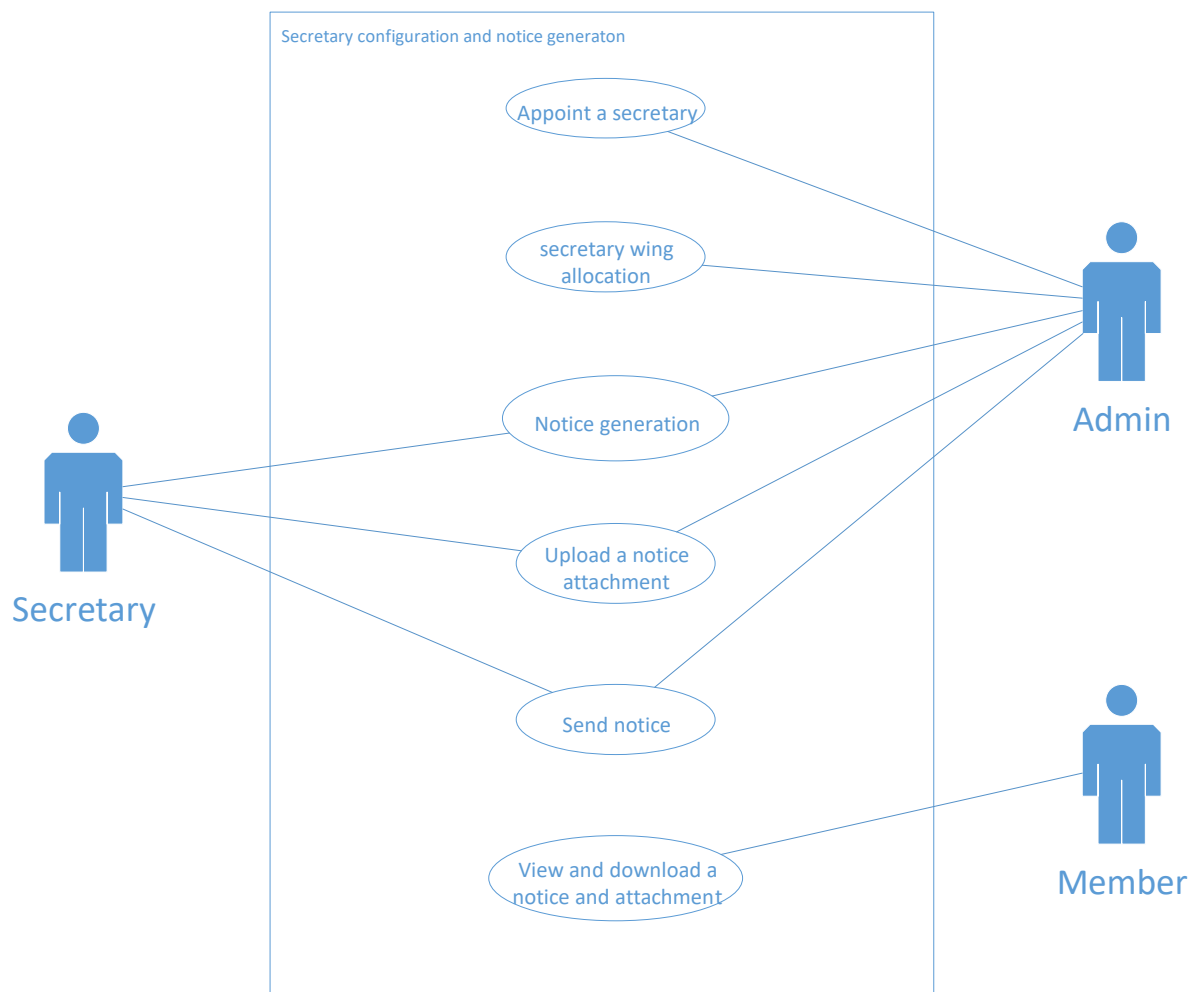 Secretary configuration and notice generaton
Appoint a secretary
secretary wing
allocation
Notice generation
Admin
Upload a notice
attachment
Secretary
Send notice
View and download a
notice and attachment
Member